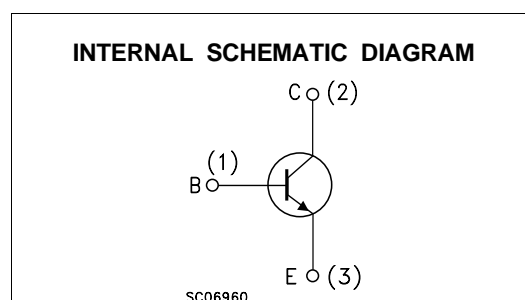 INTERNAL SCHEMATIC DIAGRAM
C (2)
(1)
B
E (3)
SC06960